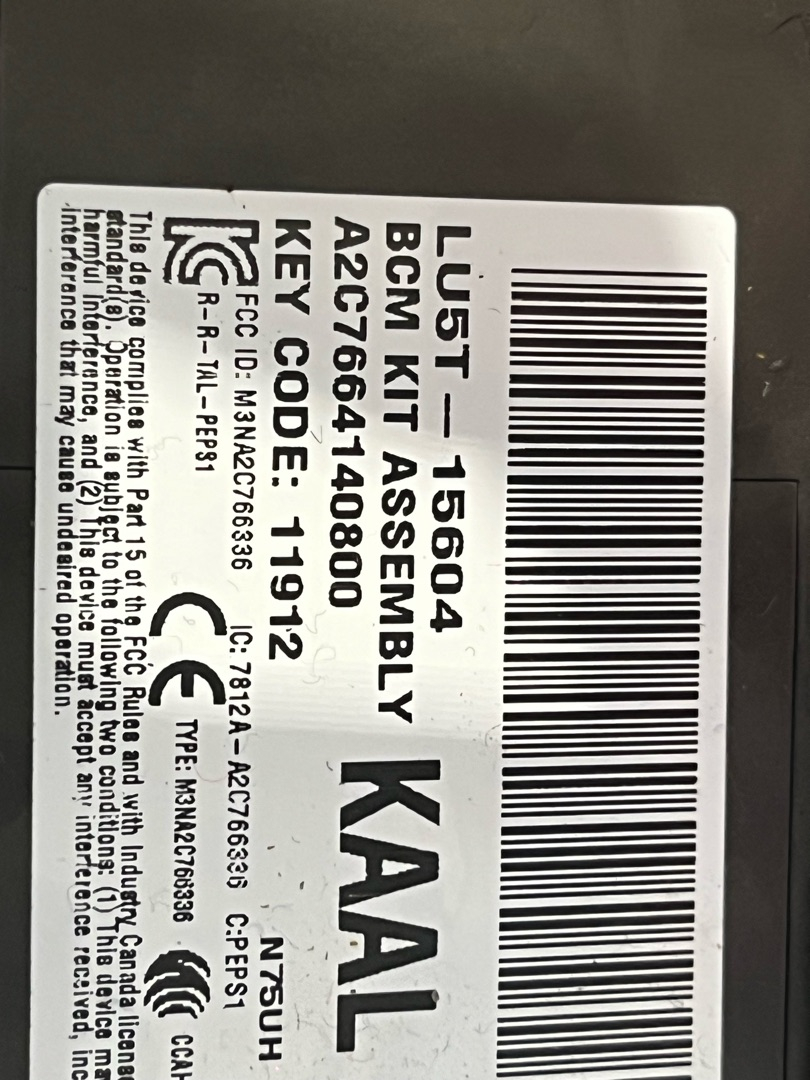 LU5T — 15604
BCM KIT ASSEMBLY
A2C7664140800
KAAL
KEY CODE: 11912
N75UH
FCC ID: M3NA2C766336 IC: 7812A-A2C766336 C:PEPS1
R-R-TAL-PEPS1
CE TYPE: M3NA2C766336
This device complies with Part 15 of the FCC Rules and with Industry Canada
standard(s). Operation is subject to the following two conditions: (1) This device
harmful interference, and (2) This device must accept any interference received,
interference that may cause undesired operation.